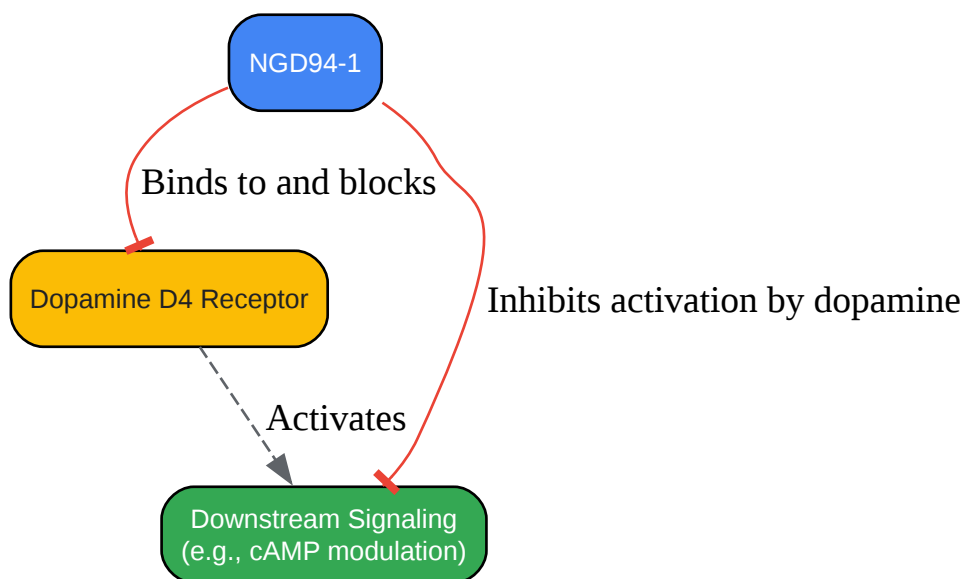 NGD94-1
Binds to and blocks
Dopamine D4 Receptor
Inhibits activation by dopamine
Activates
Downstream Signaling
(e.g., cAMP modulation)